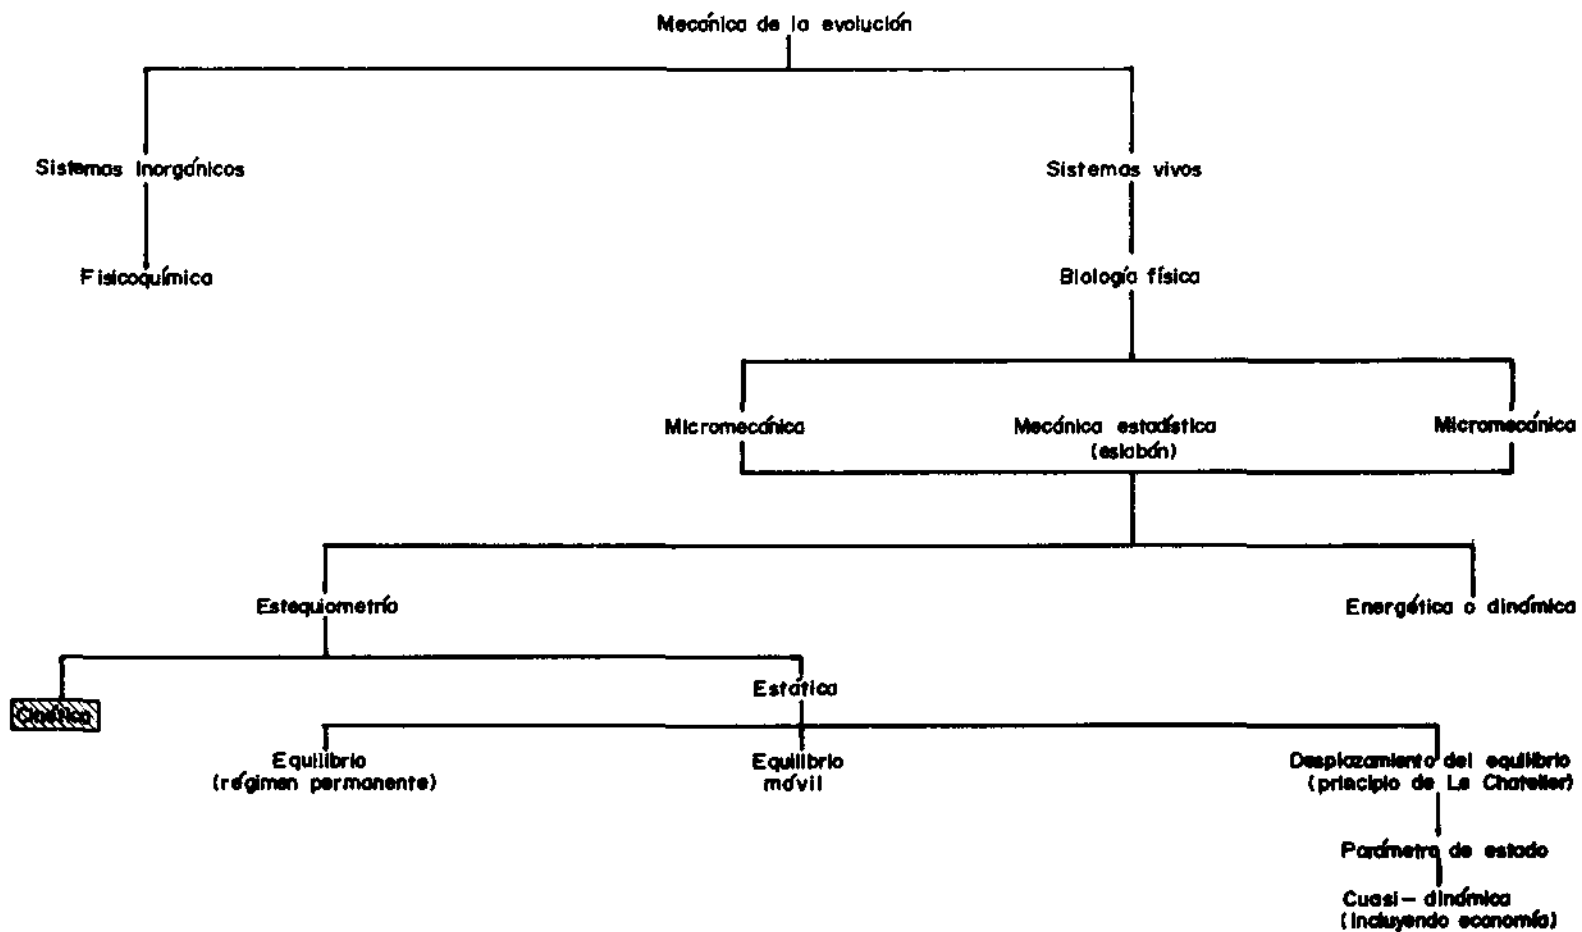 Mecánica de la evolución
Sistemas inorgánicos
Sistemas vivos
Fisicoquímica
Biología física
Micromecánica
Mecánica estadística
(eslabón)
Micromecánica
Estequiometría
Energética o dinámica
Cinética
Estática
Equilibrio
(régimen permanente)
Equilibrio
móvil
Desplazamiento del equilibrio
(principio de Le Chatelier)
Parámetro de estado
Cuasi – dinámica
(incluyendo economía)